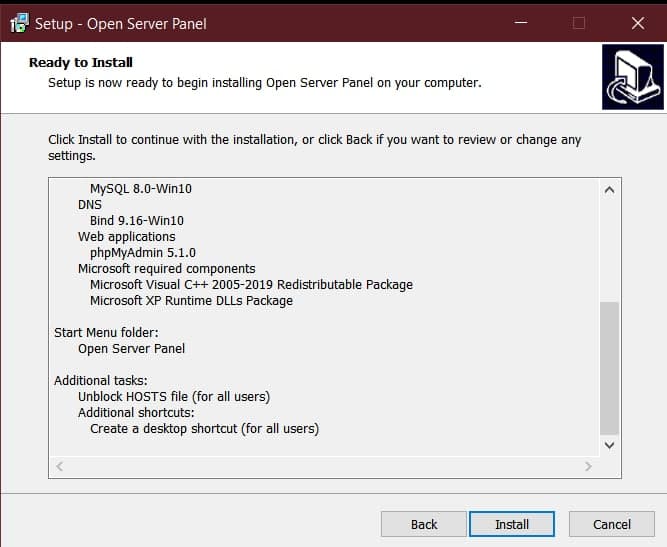 Setup - Open Server Panel
Ready to Install
Setup is now ready to begin installing Open Server Panel on your computer.
Click Install to continue with the installation, or click Back if you want to review or change any
settings.
MySQL 8.0-Win10
DNS
Bind 9.16-Win10
Web applications
phpMyAdmin 5.1.0
Microsoft required components
Microsoft Visual C++ 2005-2019 Redistributable Package
Microsoft XP Runtime DLLs Package
Start Menu folder:
Open Server Panel
Additional tasks:
Unblock HOSTS file (for all users)
Additional shortcuts:
Create a desktop shortcut (for all users)
Back
Install
Cancel